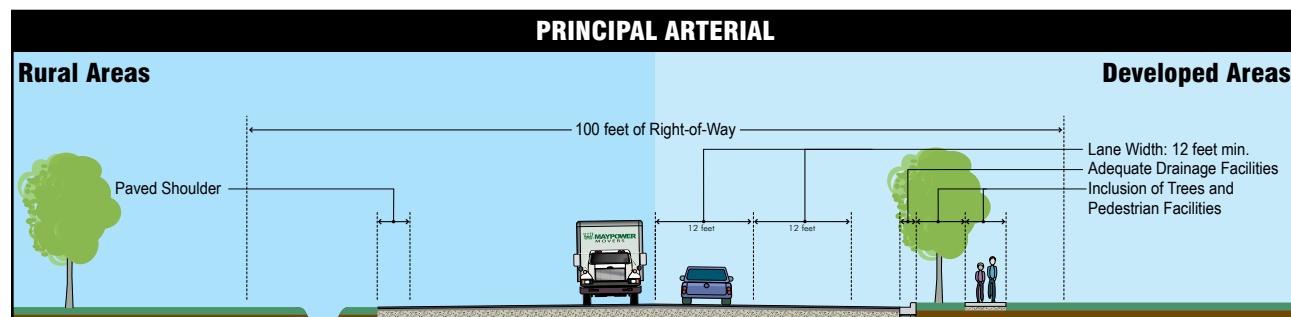 PRINCIPAL ARTERIAL
Rural Areas
Developed Areas
100 feet of Right-of-Way
Lane Width: 12 feet min.
Adequate Drainage Facilities
Paved Shoulder
Inclusion of Trees and
Pedestrian Facilities
12 feet
12 feet
MAYPOWER
MOVERS